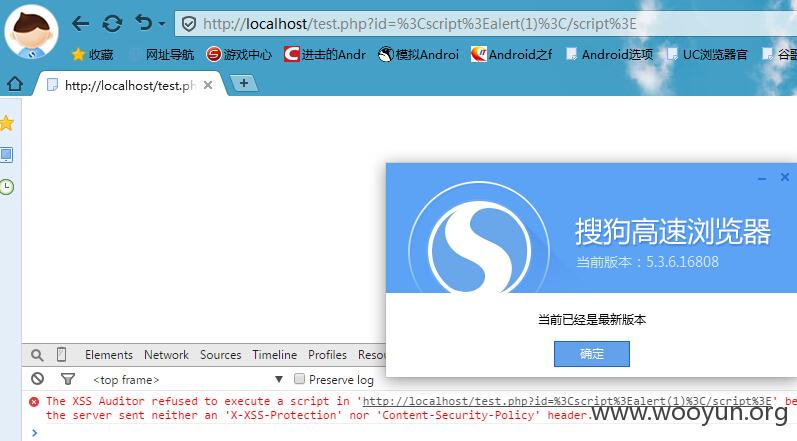 http://localhost/test.php?id=%3Cscript%3Ealert(1)%3C/script%3E
收藏 网址导航 游戏中心 进击的Andr 模拟Androi Android之f Android选项 UC浏览器官 谷歌
http://localhost/test.ph
搜狗高速浏览器
当前版本：5.3.6.16808
当前已经是最新版本
确定
Elements Network Sources Timeline Profiles Resou
<top frame> Preserve log
The XSS Auditor refused to execute a script in 'http://localhost/test.php?id=%3Cscript%3Ealert(1)%3C/script%3E' be
the server sent neither an 'X-XSS-Protection' nor 'Content-Security-Policy' header.
www.wooyun.org